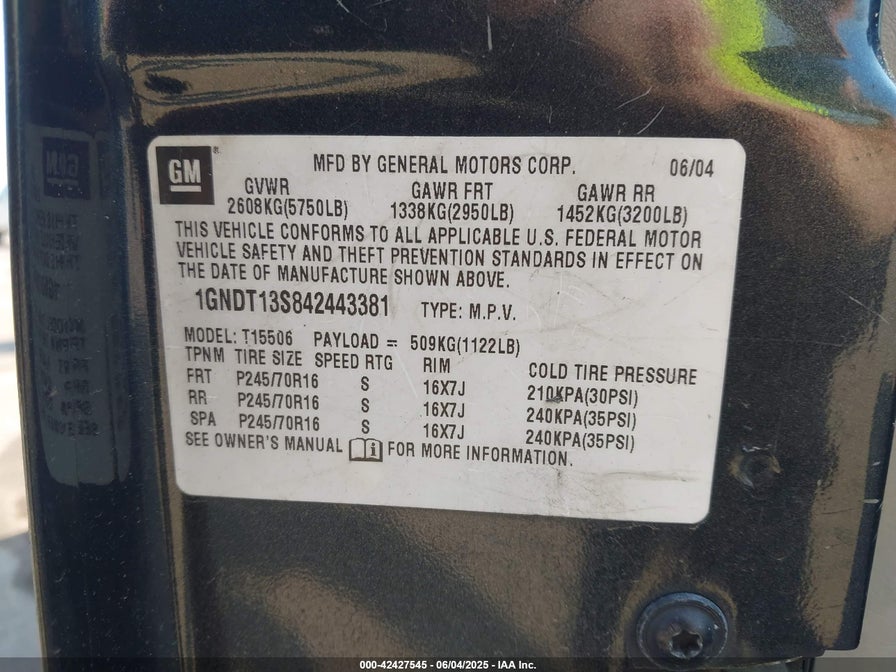 GM
MFD BY GENERAL MOTORS CORP. 06/04
GVWR GAWR FRT GAWR RR
2608KG(5750LB) 1338KG(2950LB) 1452KG(3200LB)
THIS VEHICLE CONFORMS TO ALL APPLICABLE U.S. FEDERAL MOTOR
VEHICLE SAFETY AND THEFT PREVENTION STANDARDS IN EFFECT ON
THE DATE OF MANUFACTURE SHOWN ABOVE.
1GNDT13S842443381 TYPE: M.P.V.
MODEL: T15506 PAYLOAD = 509KG(1122LB)
TPNM TIRE SIZE SPEED RTG RIM COLD TIRE PRESSURE
FRT P245/70R16 S 16X7J 210KPA(30PSI)
RR P245/70R16 S 16X7J 240KPA(35PSI)
SPA P245/70R16 S 16X7J 240KPA(35PSI)
SEE OWNER'S MANUAL FOR MORE INFORMATION.
000-42427545 - 06/04/2025 - IAA Inc.